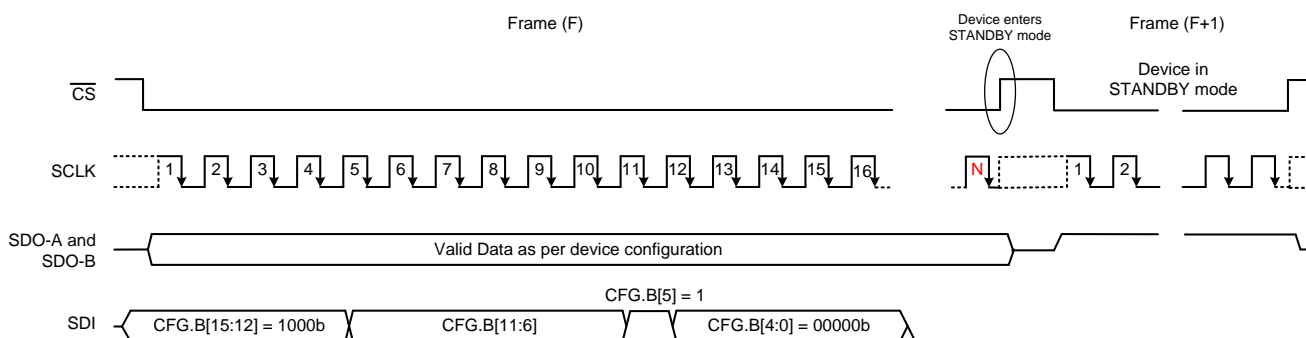 Frame (F)
Device enters
STANDBY mode
Frame (F+1)
CS
Device in
STANDBY mode
SCLK
1 2 3 4 5 6 7 8 9 10 11 12 13 14 15 16 N 1 2
SDO-A and
SDO-B
Valid Data as per device configuration
CFG.B[5] = 1
SDI
CFG.B[15:12] = 1000b
CFG.B[11:6]
CFG.B[4:0] = 00000b